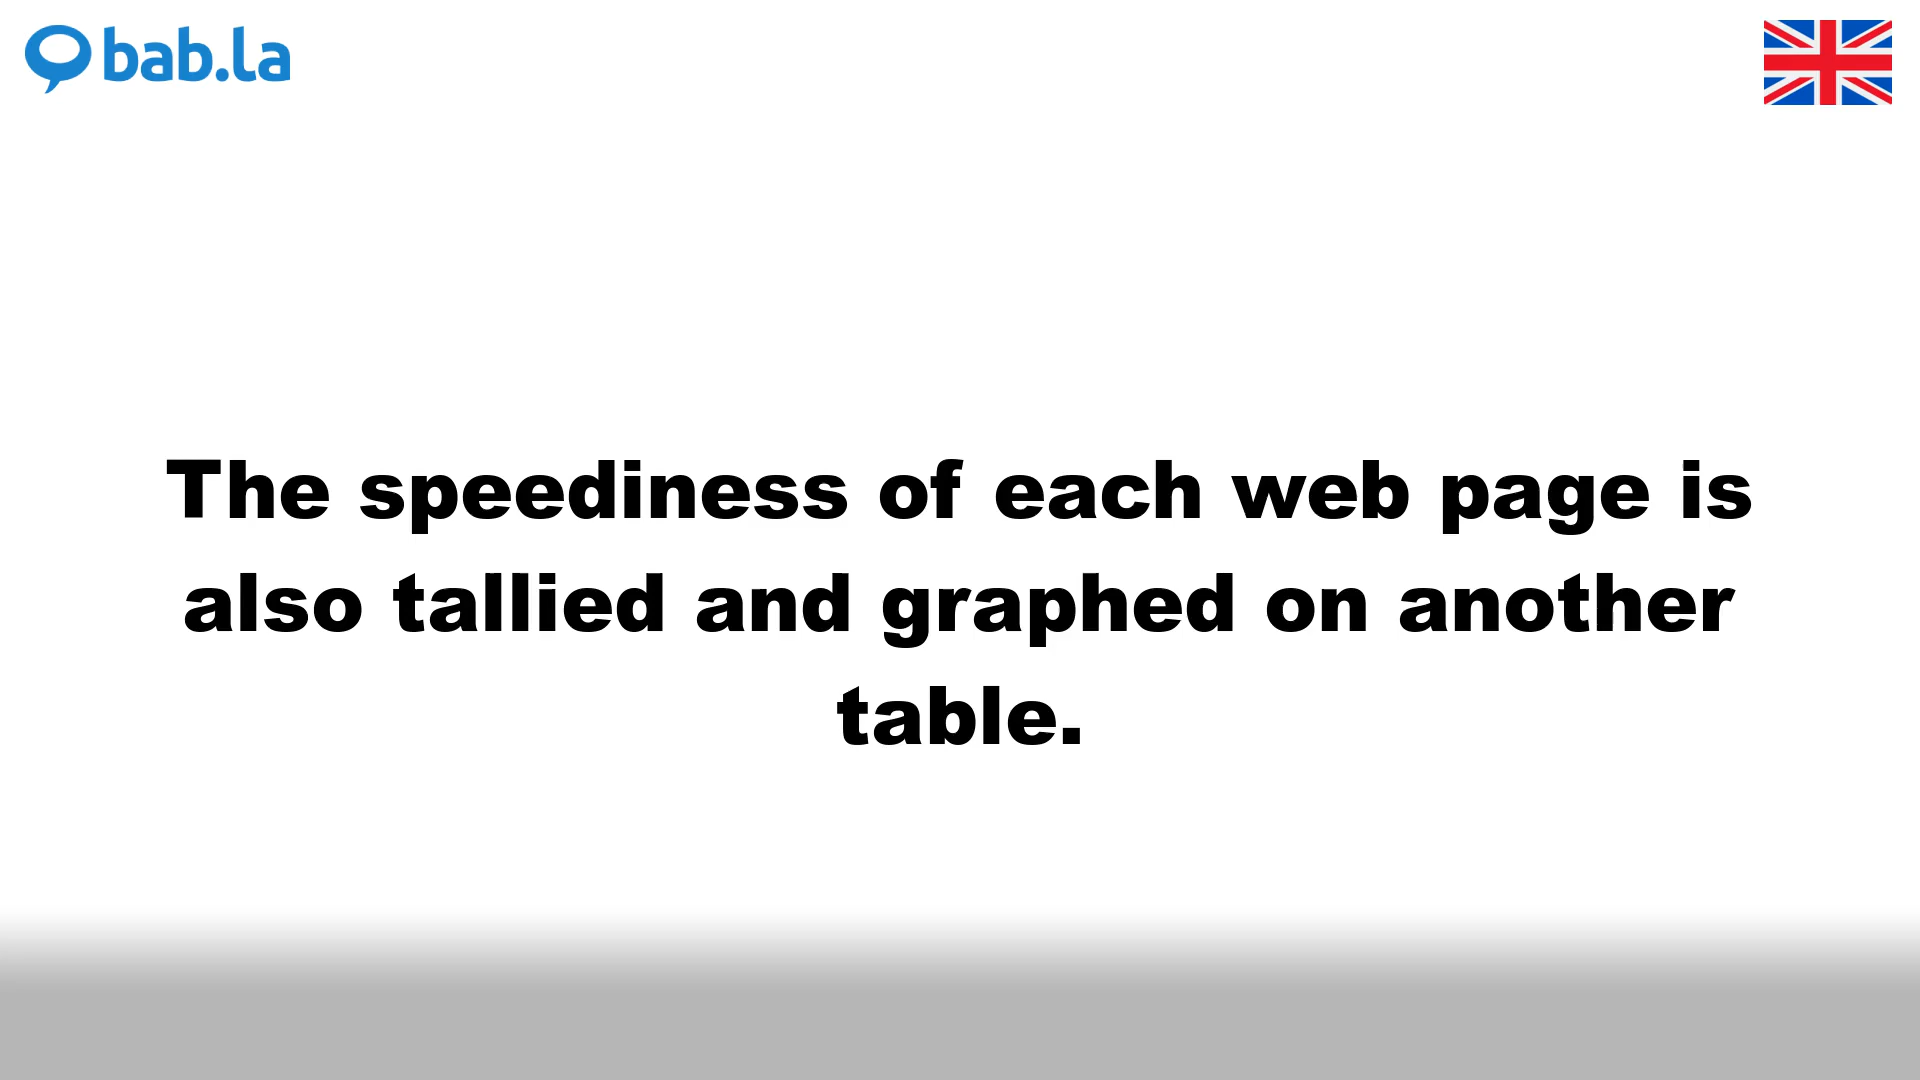 bab.la
The speediness of each web page is
also tallied and graphed on another
table.